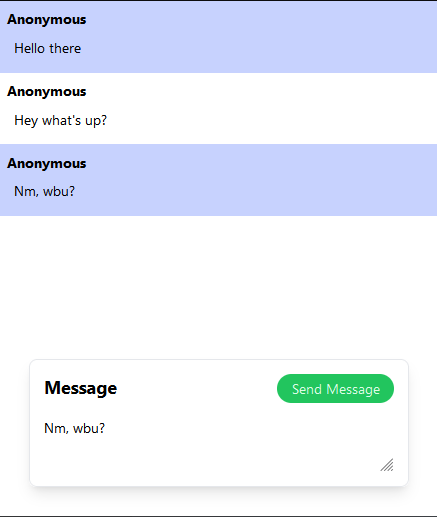 Anonymous
Hello there
Anonymous
Hey what's up?
Anonymous
Nm, wbu?
Message
Send Message
Nm, wbu?